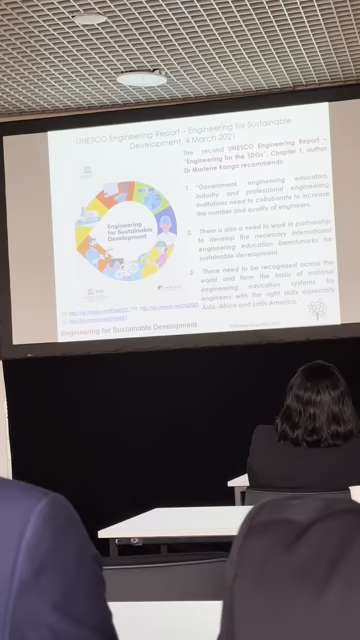 UNESCO Engineering Report – Engineering for Sustainable
Development, 4 March 2021
The second UNESCO Engineering Report –
"Engineering for the SDGs", Chapter 1, author
Dr Marlene Kanga recommends:
1. "Government, engineering educators,
industry and professional engineering
institutions need to collaborate to increase
the number and quality of engineers.
2. There is also a need to work in partnership
to develop the necessary international
engineering education benchmarks for
sustainable development.
3. These need to be recognised across the
world and form the basis of national
engineering education systems for
engineers with the right skills especially
Asia, Africa and Latin America."
Engineering
for Sustainable
Development
Engineering for Sustainable Development